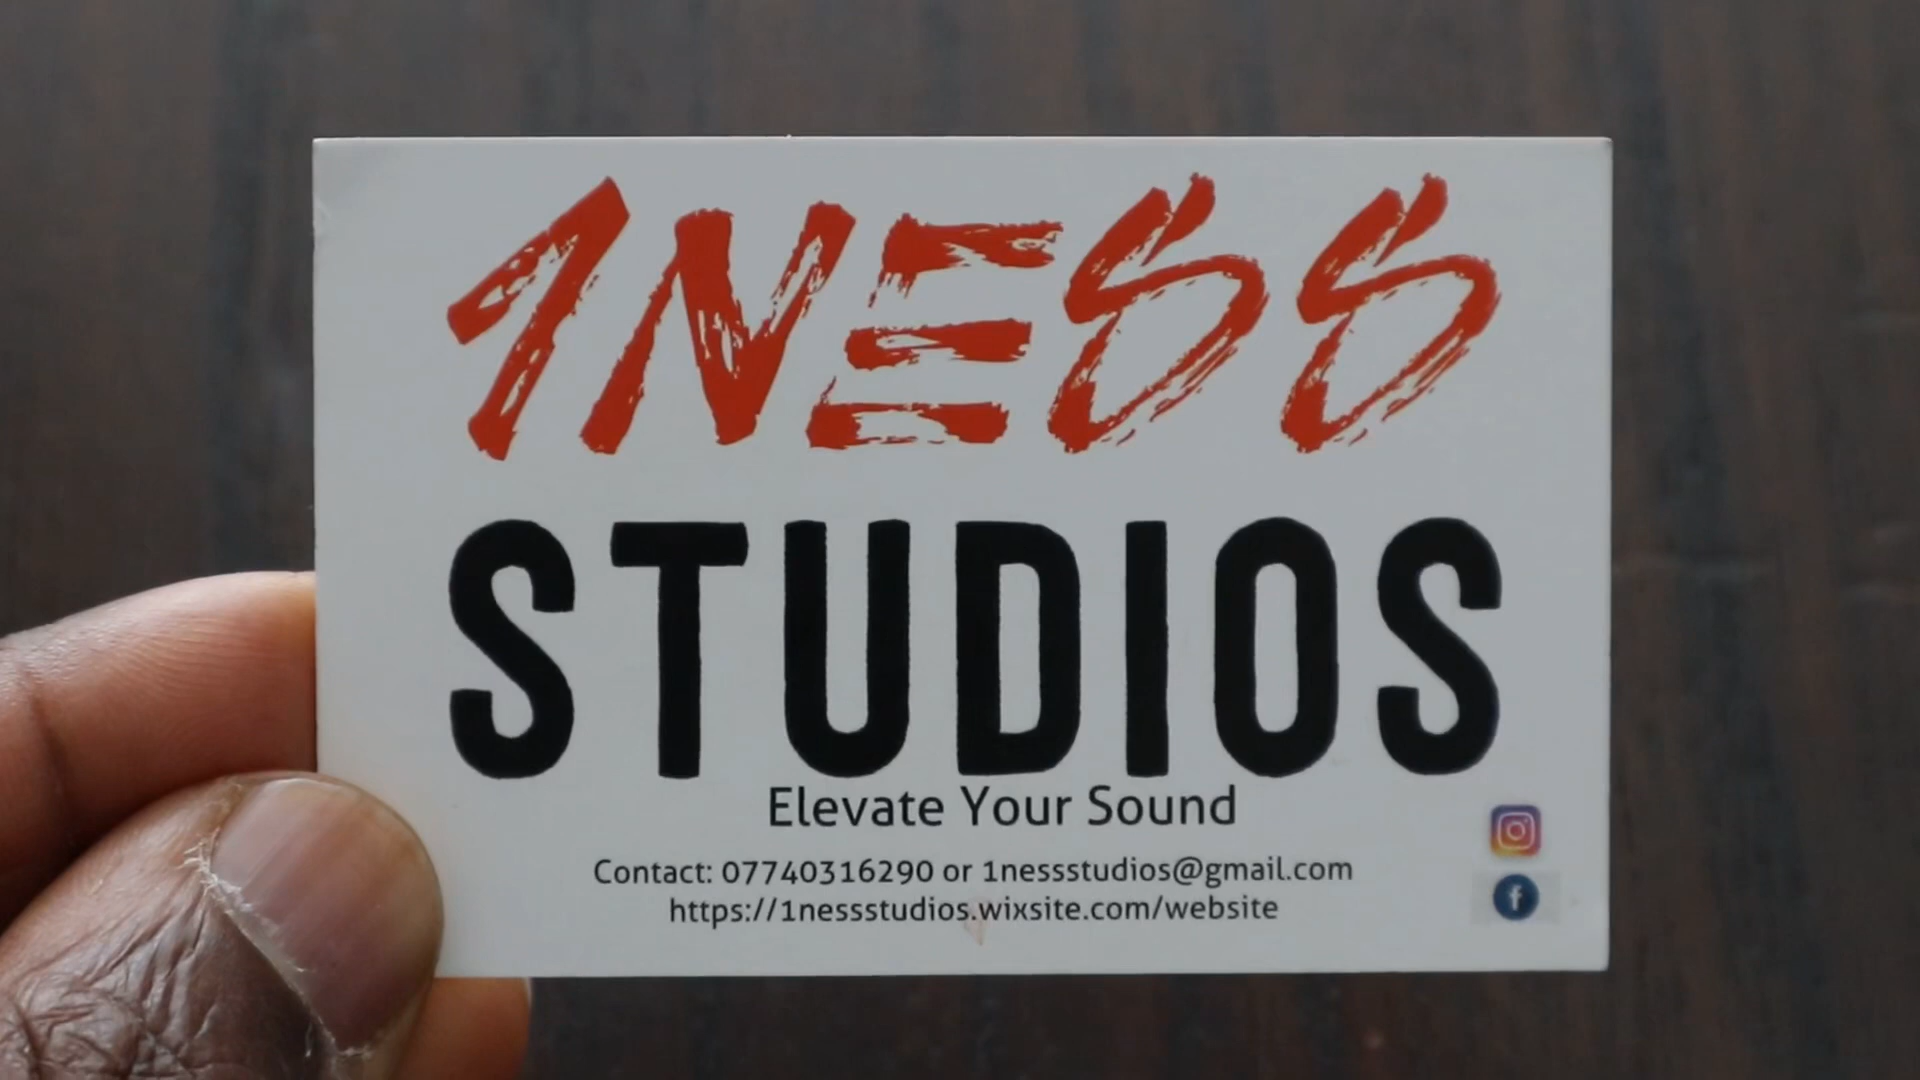 1NESS
STUDIOS
Elevate Your Sound
Contact: 07740316290 or 1nessstudios@gmail.com
https://1nessstudios.wixsite.com/website